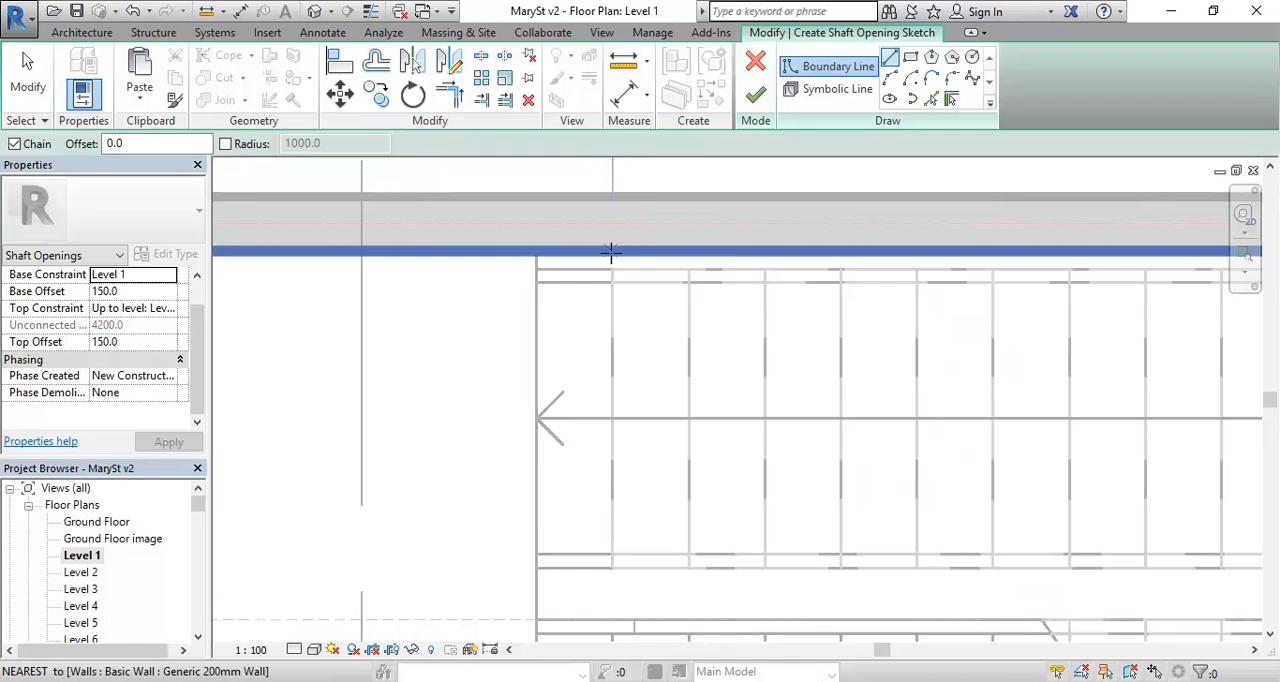 R
MarySt v2 - Floor Plan: Level 1
Type a keyword or phrase
Sign In
Architecture Structure Systems Insert Annotate Analyze Massing & Site Collaborate View Manage Add-Ins Modify | Create Shaft Opening Sketch
Modify
Paste
Cope
Cut
Join
Boundary Line
Symbolic Line
Select Properties Clipboard Geometry Modify View Measure Create Mode Draw
Chain Offset: 0.0 Radius: 1000.0
Properties
R
Shaft Openings Edit Type
Base Constraint Level 1
Base Offset 150.0
Top Constraint Up to level: Lev...
Unconnected ... 4200.0
Top Offset 150.0
Phasing
Phase Created New Construct...
Phase Demoli... None
Properties help Apply
Project Browser - MarySt v2
Views (all)
Floor Plans
Ground Floor
Ground Floor image
Level 1
Level 2
Level 3
Level 4
Level 5
Level 6
2D
1 : 100
NEAREST to [Walls : Basic Wall : Generic 200mm Wall]
:0
Main Model
:0